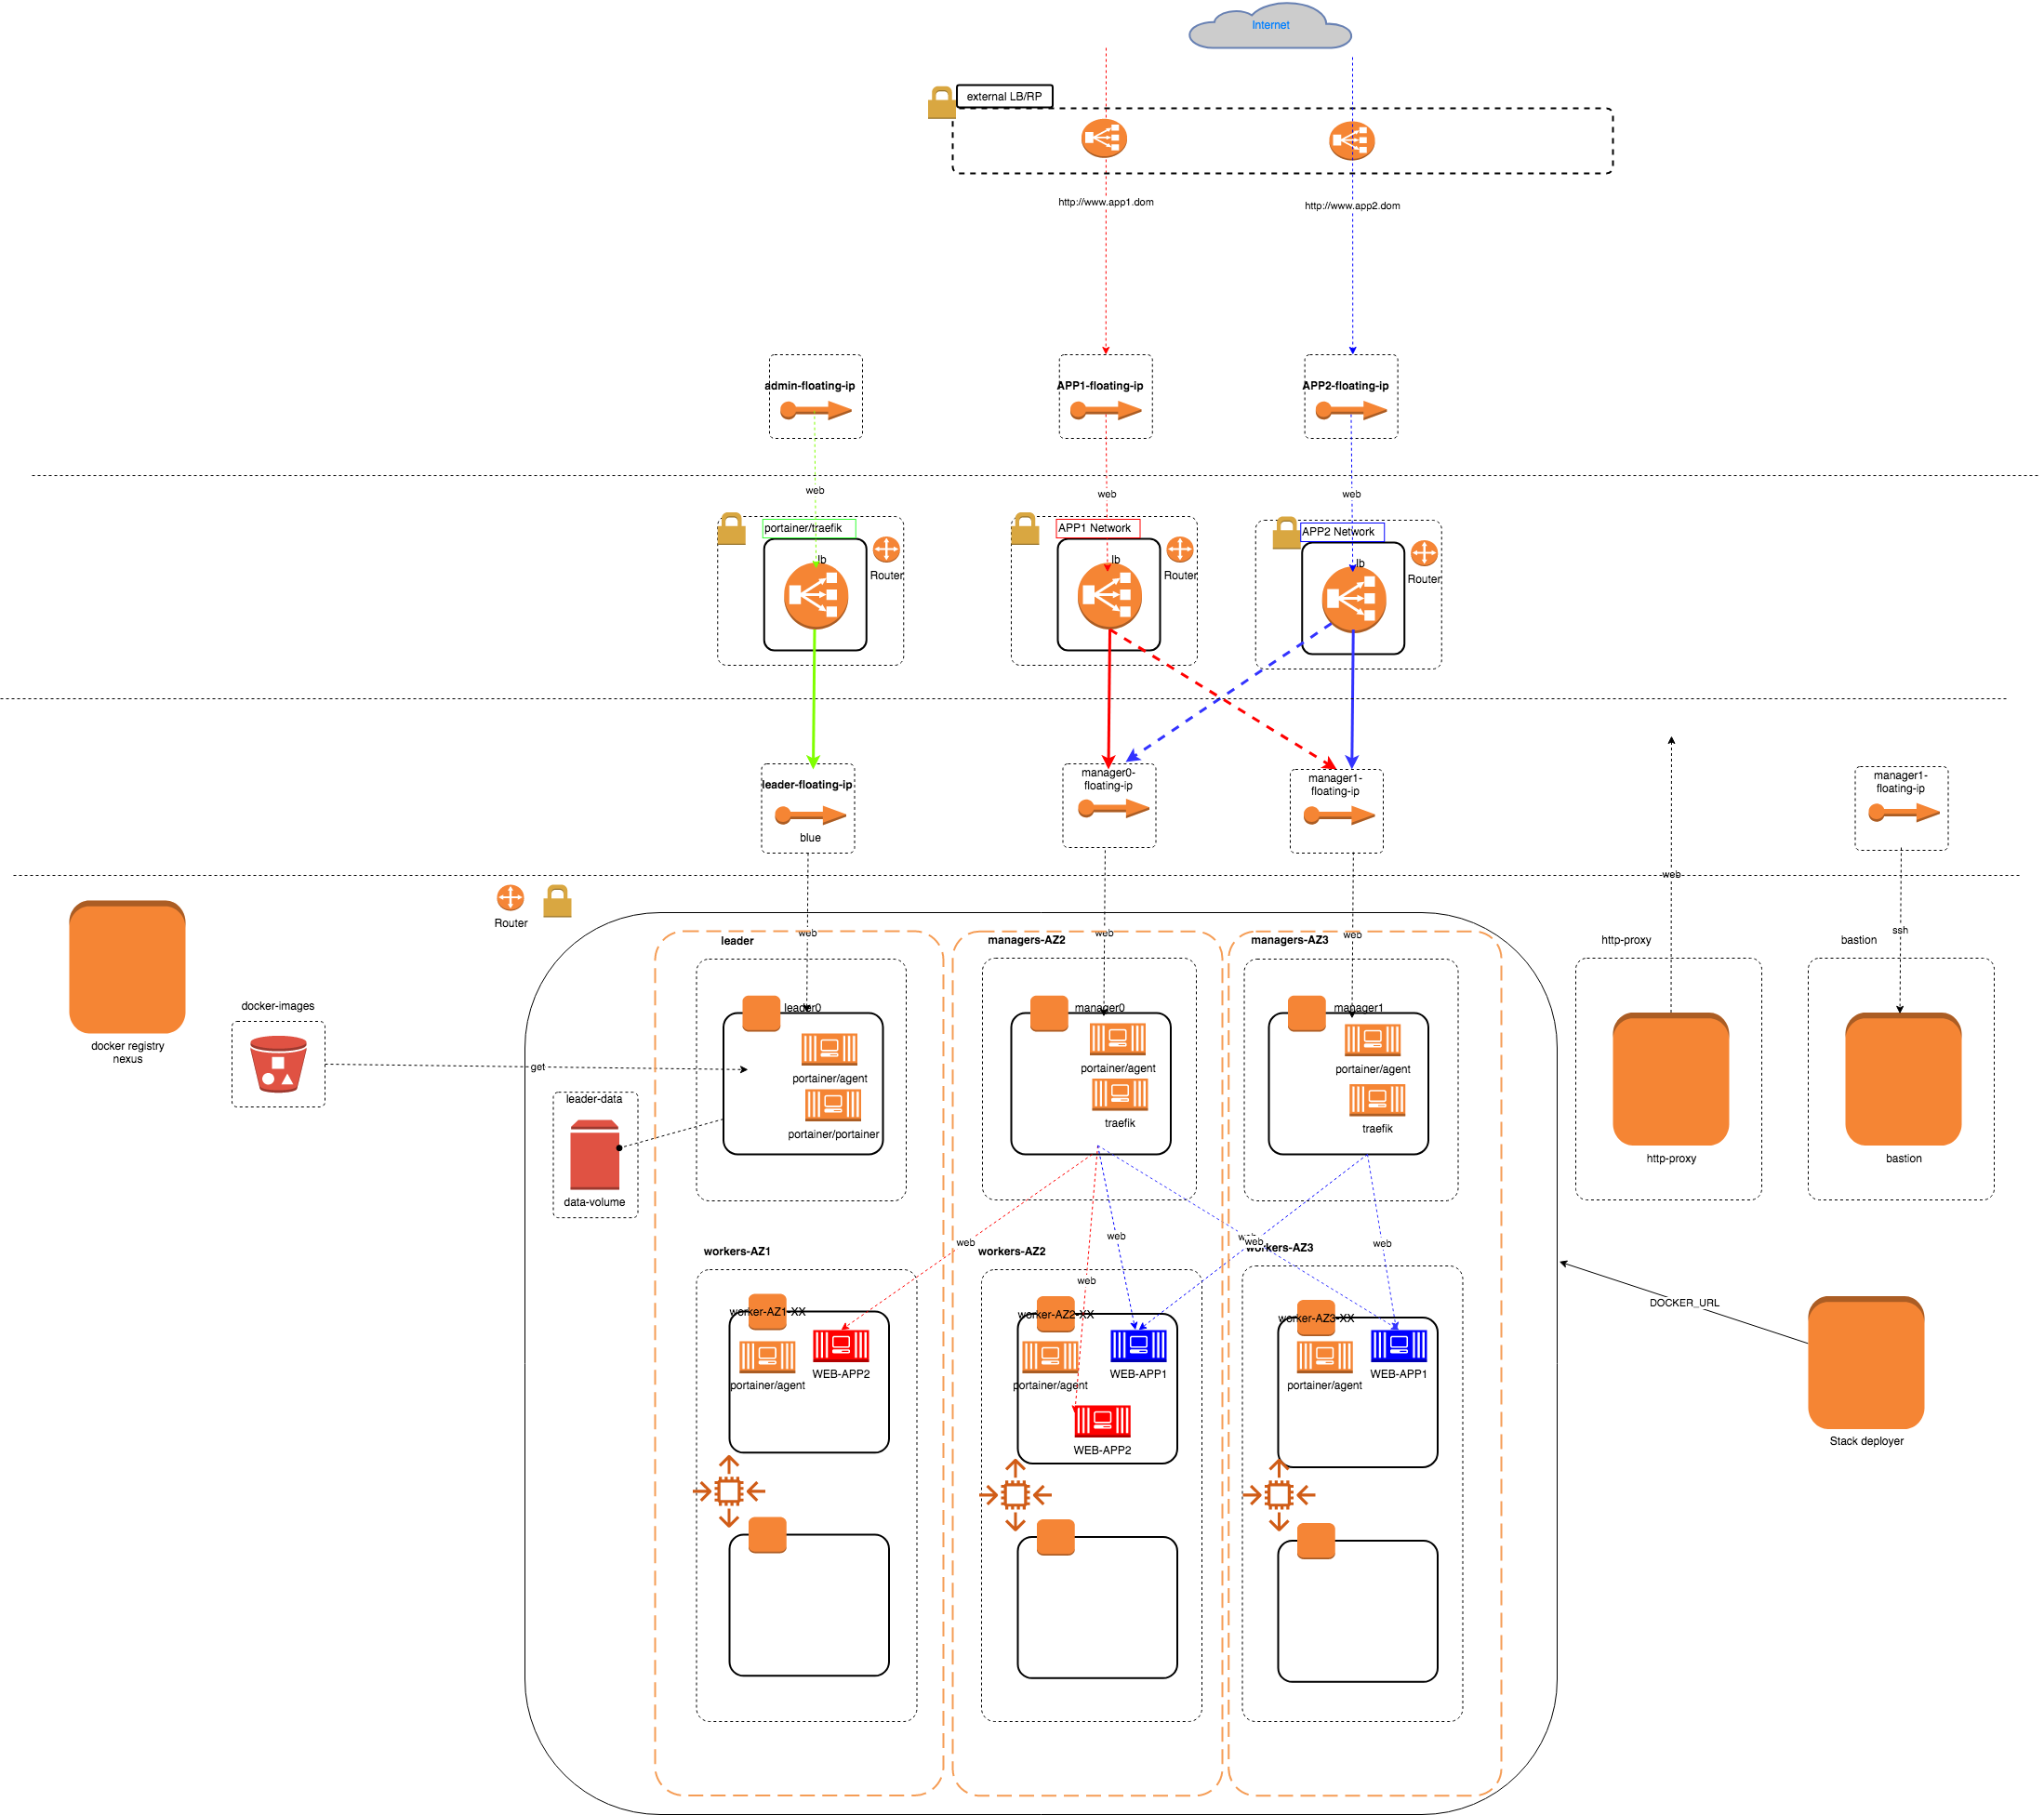 Internet
external LB/RP
http://www.app1.dom
http://www.app2.dom
admin-floating-ip
APP1-floating-ip
APP2-floating-ip
web
web
web
portainer/traefik
APP1 Network
APP2 Network
lb
lb
lb
Router
Router
Router
leader-floating-ip
blue
manager0-
floating-ip
manager1-
floating-ip
manager1-
floating-ip
web
Router
web
web
web
ssh
leader
managers-AZ2
managers-AZ3
http-proxy
bastion
docker registry
nexus
docker-images
leader0
manager0
manager1
get
portainer/agent
portainer/agent
portainer/agent
leader-data
portainer/portainer
traefik
traefik
data-volume
http-proxy
bastion
web
web
web
web
web
workers-AZ1
workers-AZ2
workers-AZ3
web
DOCKER_URL
worker-AZ1-XX
worker-AZ2-XX
worker-AZ3-XX
WEB-APP2
WEB-APP1
WEB-APP1
portainer/agent
portainer/agent
portainer/agent
WEB-APP2
Stack deployer